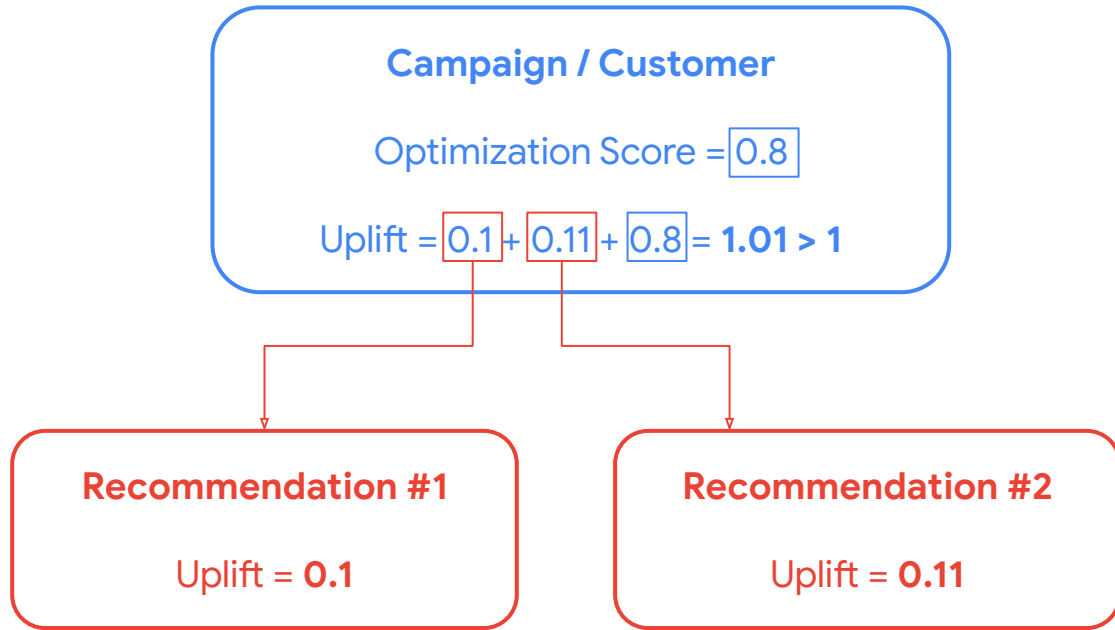 Campaign / Customer
Optimization Score = 0.8
Uplift = 0.1 + 0.11 + 0.8 = 1.01 > 1
Recommendation #1
Uplift = 0.1
Recommendation #2
Uplift = 0.11